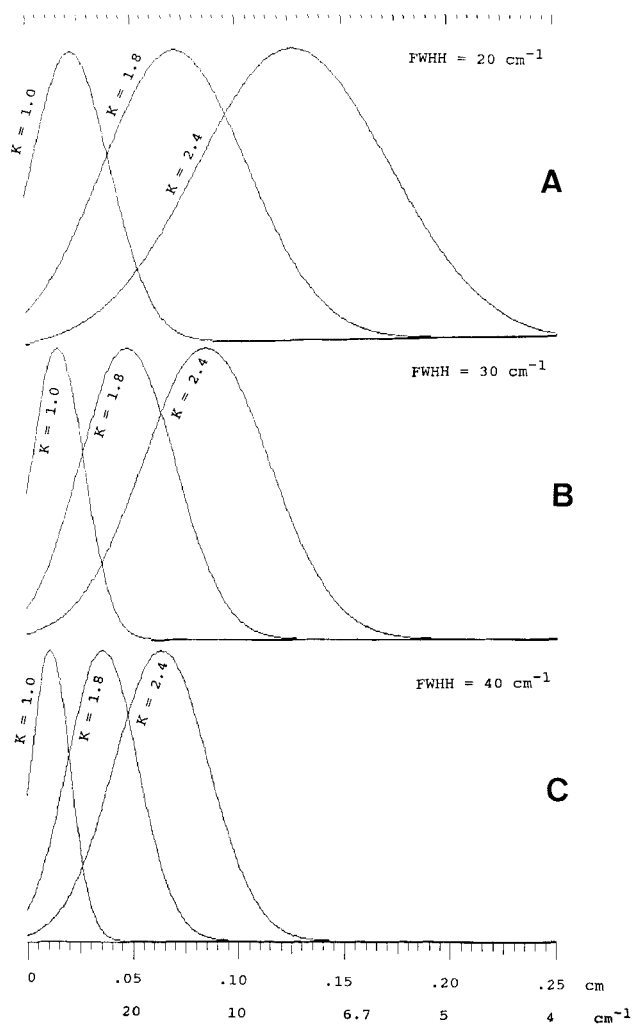 FWHH = 20 cm⁻¹
K = 1.0
K = 1.8
K = 2.4
A
FWHH = 30 cm⁻¹
K = 1.0
K = 1.8
K = 2.4
B
FWHH = 40 cm⁻¹
K = 1.0
K = 1.8
K = 2.4
C
0 .05 .10 .15 .20 .25 cm
20 10 6.7 5 4 cm⁻¹